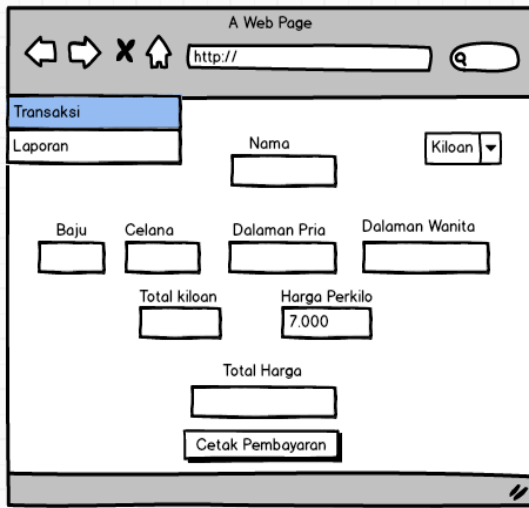 A Web Page
http://
Transaksi
Laporan
Nama
Kiloan
Baju
Celana
Dalaman Pria
Dalaman Wanita
Total kiloan
Harga Perkilo
7.000
Total Harga
Cetak Pembayaran